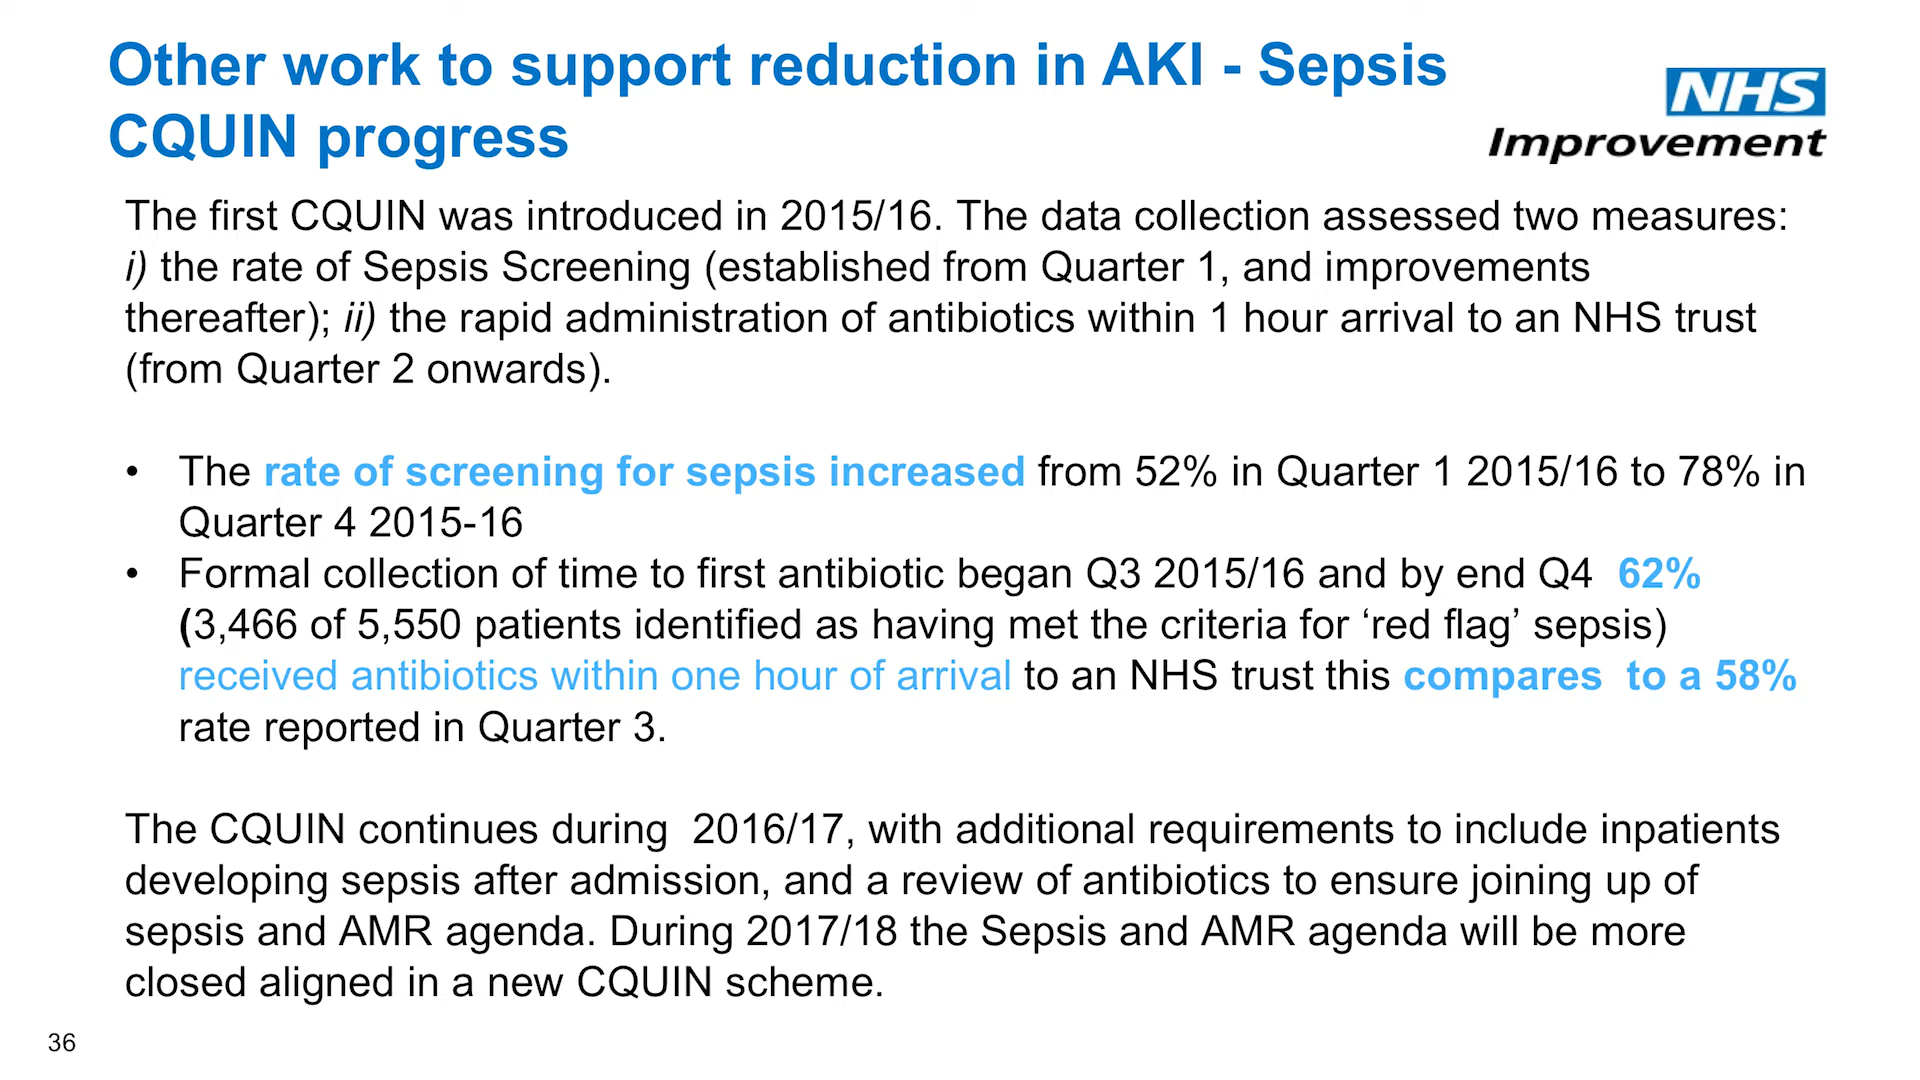 Other work to support reduction in AKI - Sepsis
CQUIN progress
NHS
Improvement
The first CQUIN was introduced in 2015/16. The data collection assessed two measures:
i) the rate of Sepsis Screening (established from Quarter 1, and improvements
thereafter); ii) the rapid administration of antibiotics within 1 hour arrival to an NHS trust
(from Quarter 2 onwards).
• The rate of screening for sepsis increased from 52% in Quarter 1 2015/16 to 78% in
Quarter 4 2015-16
• Formal collection of time to first antibiotic began Q3 2015/16 and by end Q4 62%
(3,466 of 5,550 patients identified as having met the criteria for ‘red flag’ sepsis)
received antibiotics within one hour of arrival to an NHS trust this compares to a 58%
rate reported in Quarter 3.
The CQUIN continues during 2016/17, with additional requirements to include inpatients
developing sepsis after admission, and a review of antibiotics to ensure joining up of
sepsis and AMR agenda. During 2017/18 the Sepsis and AMR agenda will be more
closed aligned in a new CQUIN scheme.
36